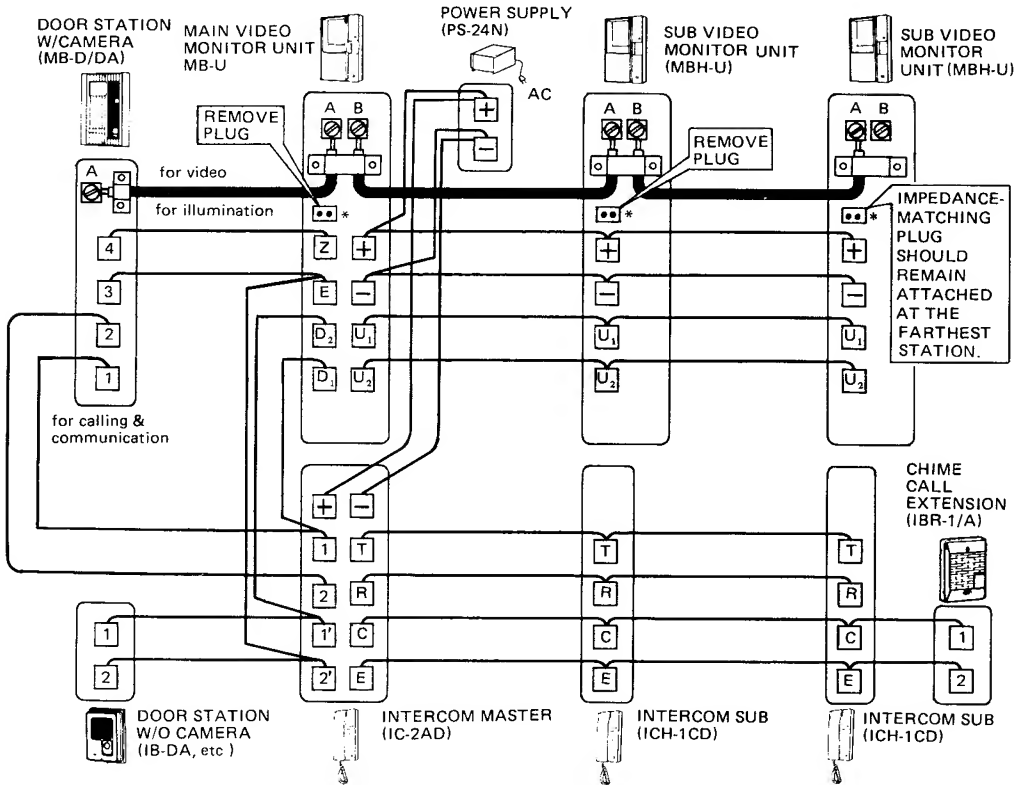 DOOR STATION
W/CAMERA
(MB-D/DA)
MAIN VIDEO
MONITOR UNIT
MB-U
POWER SUPPLY
(PS-24N)
AC
SUB VIDEO
MONITOR UNIT
(MBH-U)
SUB VIDEO
MONITOR
UNIT (MBH-U)
REMOVE
PLUG
A B
+
−
A B
REMOVE
PLUG
A B
A
for video
for illumination
*
*
*
IMPEDANCE-
MATCHING
PLUG
SHOULD
REMAIN
ATTACHED
AT THE
FARTHEST
STATION.
4
Z +
+
+
3
E −
−
−
2
D2 U1
U1
U1
1
D1 U2
U2
U2
for calling &
communication
CHIME
CALL
EXTENSION
(IBR-1/A)
+ −
1 T
T
T
2 R
R
R
1
1' C
C
C
1
2
2' E
E
E
2
DOOR STATION
W/O CAMERA
(IB-DA, etc )
INTERCOM MASTER
(IC-2AD)
INTERCOM SUB
(ICH-1CD)
INTERCOM SUB
(ICH-1CD)